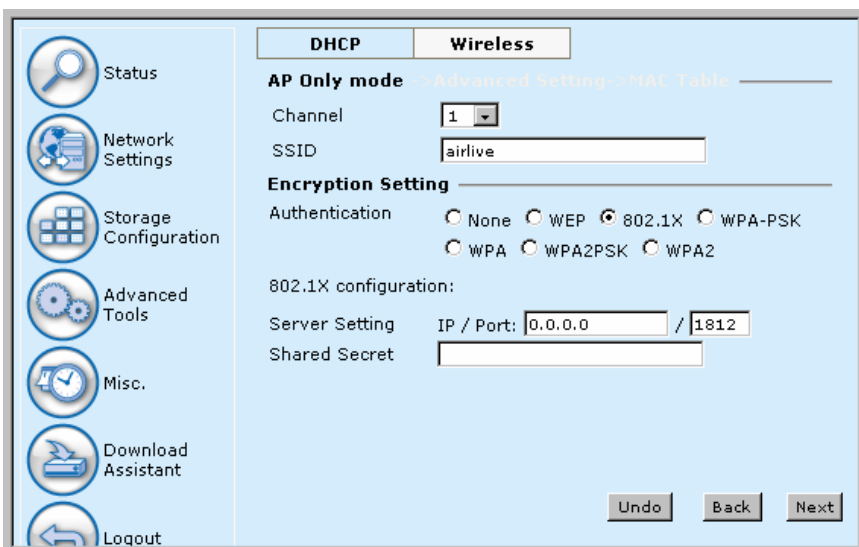 DHCP Wireless
Status
Network
Settings
Storage
Configuration
Advanced
Tools
Misc.
Download
Assistant
Logout
AP Only mode ->Advanced Setting->MAC Table
Channel 1
SSID airlive
Encryption Setting
Authentication None WEP 802.1X WPA-PSK
WPA WPA2PSK WPA2
802.1X configuration:
Server Setting IP / Port: 0.0.0.0 / 1812
Shared Secret
Undo Back Next